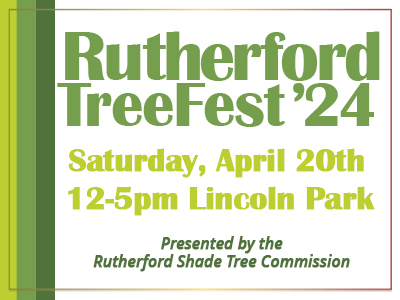 Rutherford
TreeFest ’24
Saturday, April 20th
12-5pm Lincoln Park
Presented by the
Rutherford Shade Tree Commission